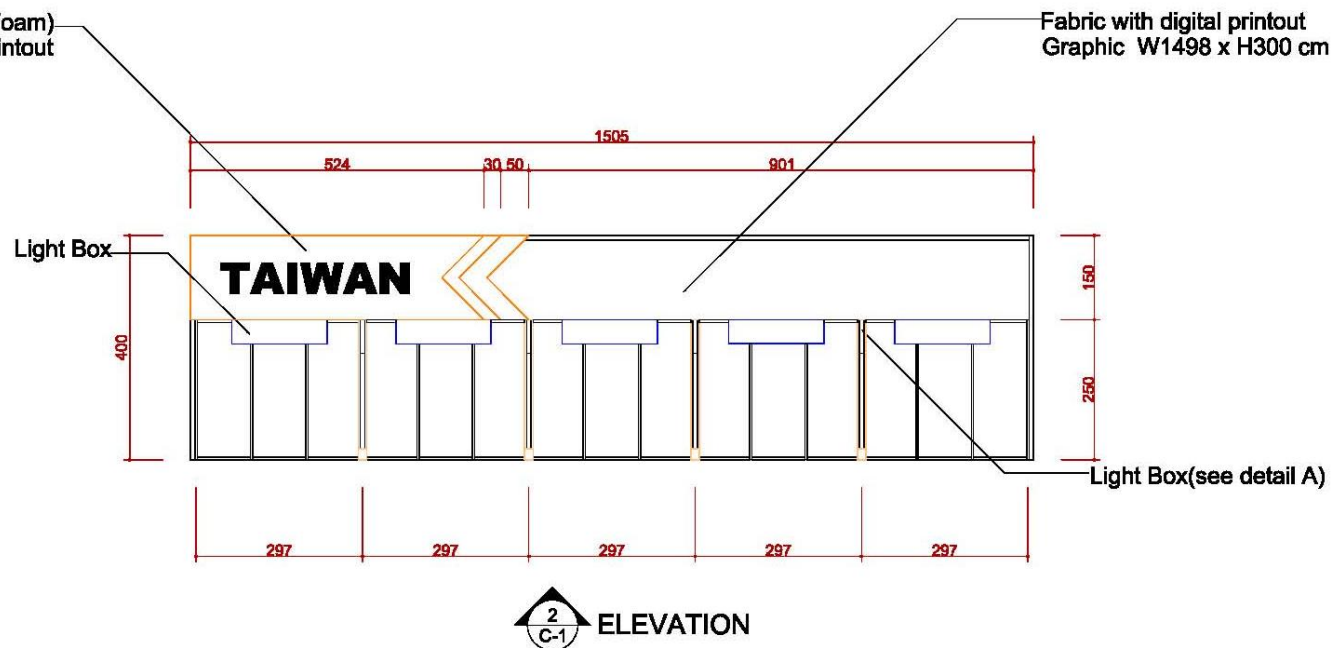 oam)
intout
Fabric with digital printout
Graphic W1498 x H300 cm
1505
524
30
50
901
Light Box
TAIWAN
400
150
250
Light Box(see detail A)
297
297
297
297
297
2
C-1
ELEVATION